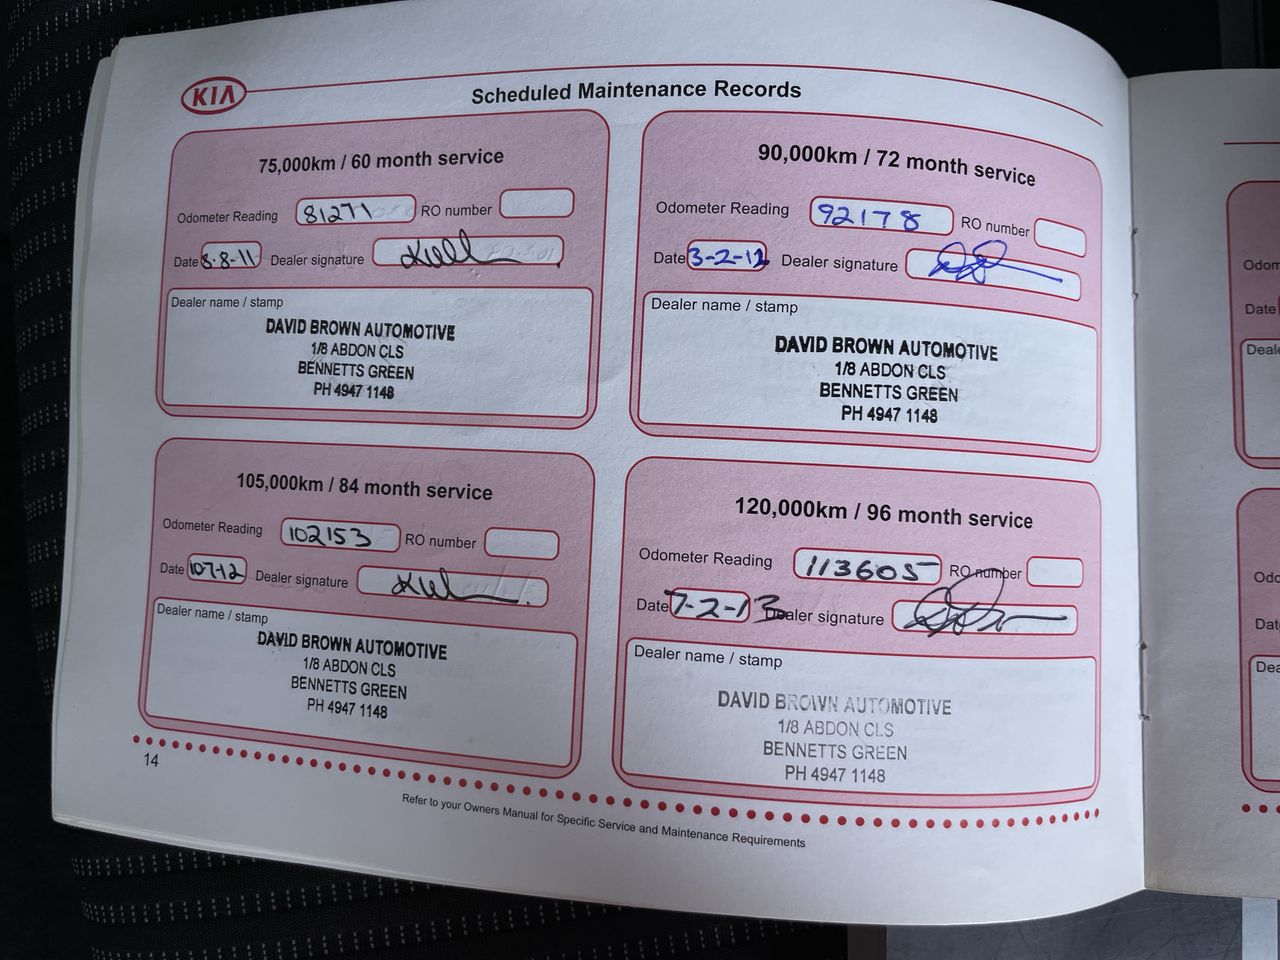 KIA
Scheduled Maintenance Records
75,000km / 60 month service
Odometer Reading 81271 RO number
Date 8-8-11 Dealer signature
Dealer name / stamp
DAVID BROWN AUTOMOTIVE
1/8 ABDON CLS
BENNETTS GREEN
PH 4947 1148
90,000km / 72 month service
Odometer Reading 92178 RO number
Date 3-2-12 Dealer signature
Dealer name / stamp
DAVID BROWN AUTOMOTIVE
1/8 ABDON CLS
BENNETTS GREEN
PH 4947 1148
105,000km / 84 month service
Odometer Reading 102153 RO number
Date 10712 Dealer signature
Dealer name / stamp
DAVID BROWN AUTOMOTIVE
1/8 ABDON CLS
BENNETTS GREEN
PH 4947 1148
120,000km / 96 month service
Odometer Reading 113605 RO number
Date 7-2-13 Dealer signature
Dealer name / stamp
DAVID BROWN AUTOMOTIVE
1/8 ABDON CLS
BENNETTS GREEN
PH 4947 1148
14
Refer to your Owners Manual for Specific Service and Maintenance Requirements